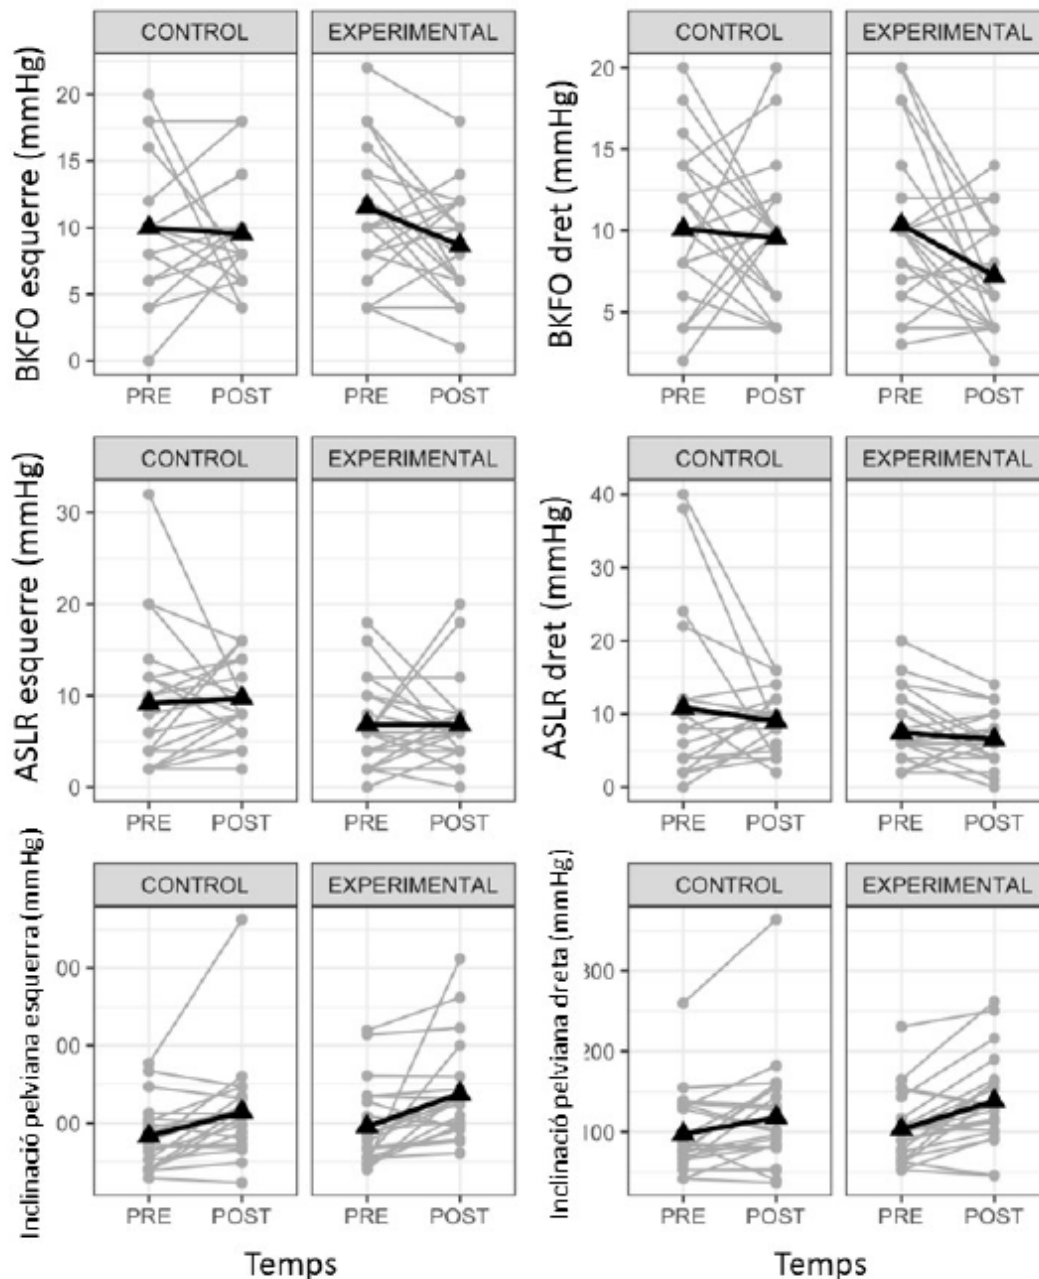 CONTROL EXPERIMENTAL
BKFO esquerre (mmHg)
20
15
10
5
0
PRE POST PRE POST
CONTROL EXPERIMENTAL
BKFO dret (mmHg)
20
15
10
5
PRE POST PRE POST
CONTROL EXPERIMENTAL
ASLR esquerre (mmHg)
30
20
10
0
PRE POST PRE POST
CONTROL EXPERIMENTAL
ASLR dret (mmHg)
40
30
20
10
0
PRE POST PRE POST
CONTROL EXPERIMENTAL
Inclinació pelviana esquerra (mmHg)
00
00
00
PRE POST PRE POST
Temps
CONTROL EXPERIMENTAL
Inclinació pelviana dreta (mmHg)
300
200
100
PRE POST PRE POST
Temps